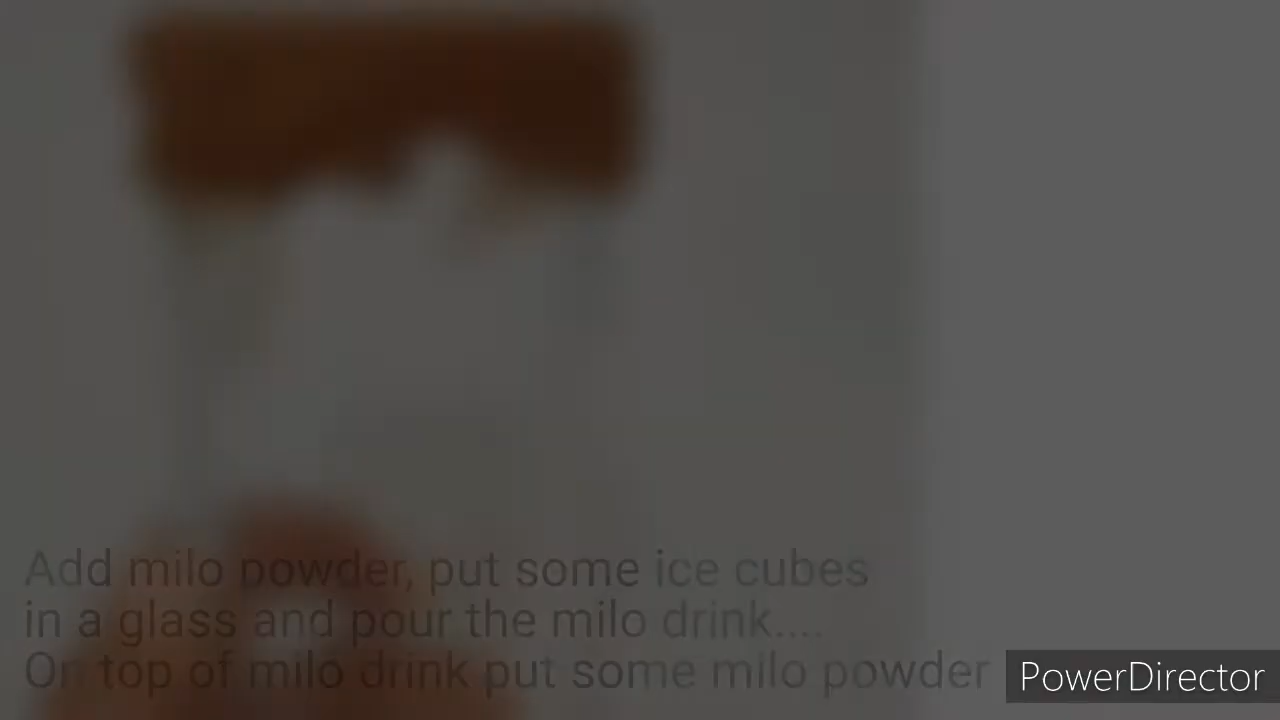 Add milo powder, put some ice cubes
in a glass and pour the milo drink....
On top of milo drink put some milo powder
PowerDirector